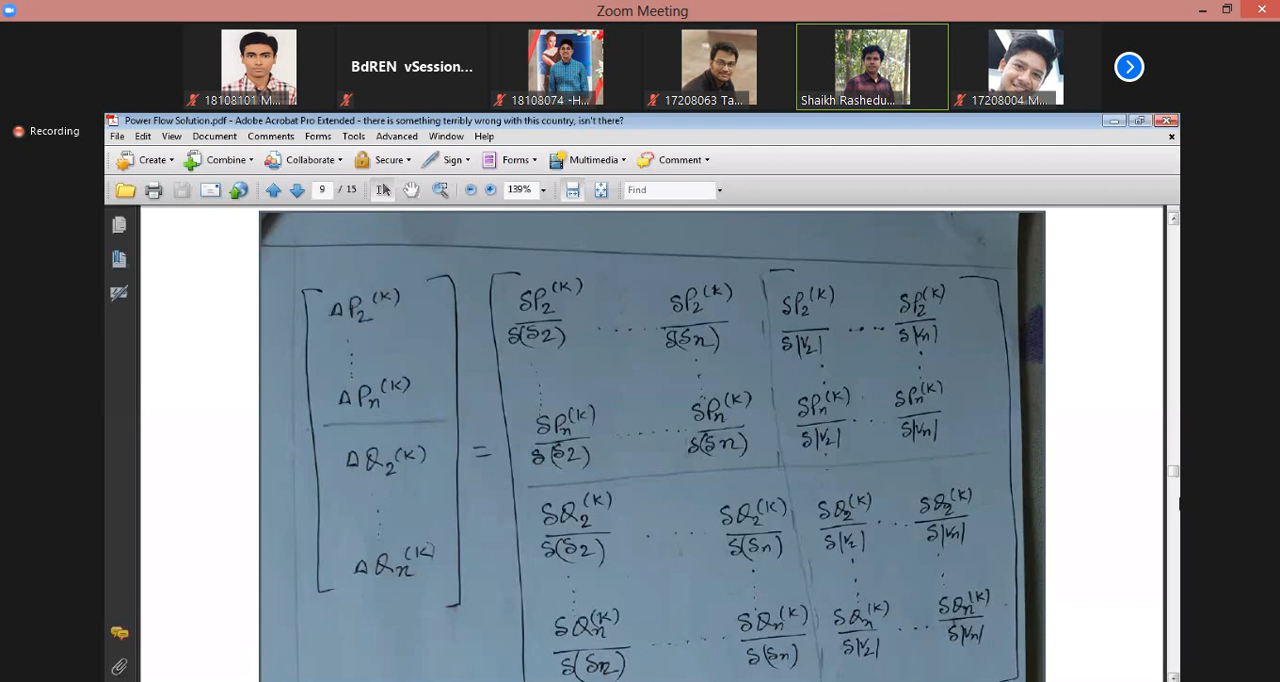 Zoom Meeting
18108101 M...
BdREN vSession...
18108074 -H...
17208063 Ta...
Shaikh Rashedu...
17208004 M...
Recording
Power Flow Solution.pdf - Adobe Acrobat Pro Extended - there is something terribly wrong with this country, isn't there?
File Edit View Document Comments Forms Tools Advanced Window Help
Create Combine Collaborate Secure Sign Forms Multimedia Comment
9 / 15 139% Find
ΔP₂⁽ᴷ⁾
⋮
ΔPₙ⁽ᴷ⁾
ΔQ₂⁽ᴷ⁾
⋮
ΔQₙ⁽ᴷ⁾
=
δP₂⁽ᴷ⁾/δ(δ₂) .... δP₂⁽ᴷ⁾/δ(δₙ) δP₂⁽ᴷ⁾/δ|V₂| .... δP₂⁽ᴷ⁾/δ|Vₙ|
⋮ ⋮ ⋮ ⋮
δPₙ⁽ᴷ⁾/δ(δ₂) .... δPₙ⁽ᴷ⁾/δ(δₙ) δPₙ⁽ᴷ⁾/δ|V₂| ... δPₙ⁽ᴷ⁾/δ|Vₙ|
δQ₂⁽ᴷ⁾/δ(δ₂) .... δQ₂⁽ᴷ⁾/δ(δₙ) δQ₂⁽ᴷ⁾/δ|V₂| ... δQ₂⁽ᴷ⁾/δ|Vₙ|
⋮ ⋮ ⋮ ⋮
δQₙ⁽ᴷ⁾/δ(δ₂) .... δQₙ⁽ᴷ⁾/δ(δₙ) δQₙ⁽ᴷ⁾/δ|V₂| ... δQₙ⁽ᴷ⁾/δ|Vₙ|